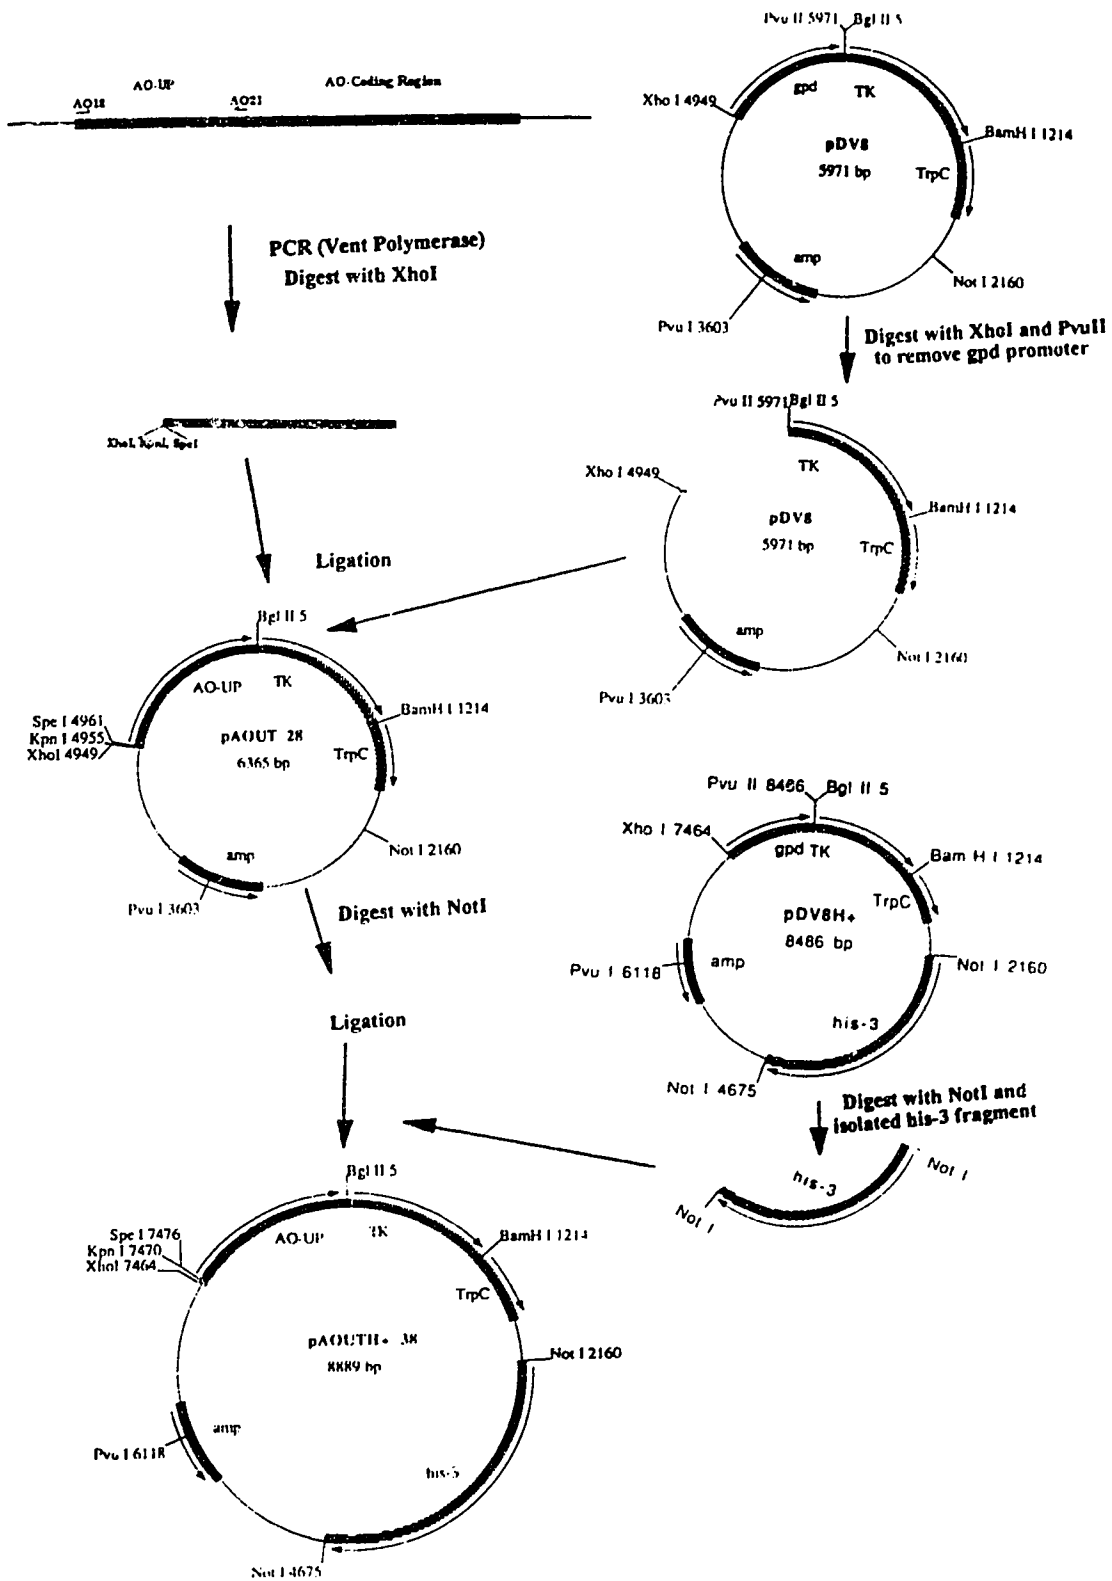 AO-UP
AO-Coding Region
AO18
AO21
PCR (Vent Polymerase)
Digest with XhoI
XhoI, KpnI, SpeI
Pvu II 5971
Bgl II 5
gpd
TK
Xho I 4949
BamH I 1214
pDV8
5971 bp
TrpC
amp
Not I 2160
Pvu I 3603
Digest with XhoI and PvuII
to remove gpd promoter
Pvu II 5971
Bgl II 5
TK
Xho I 4949
BamH I 1214
pDV8
5971 bp
TrpC
amp
Not I 2160
Pvu I 3603
Ligation
Bgl II 5
AO-UP
TK
Spe I 4961
Kpn I 4955
XhoI 4949
BamH I 1214
pAOUT 28
6365 bp
TrpC
amp
Not I 2160
Pvu I 3603
Digest with NotI
Pvu II 8486
Bgl II 5
Xho I 7464
gpd
TK
Bam H I 1214
TrpC
pDV8H+
8486 bp
Pvu I 6118
amp
Not I 2160
his-3
Not I 4675
Digest with NotI and
isolated his-3 fragment
his-3
Not I
Not I
Ligation
Bgl II 5
AO-UP
TK
Spe I 7476
Kpn I 7470
XhoI 7464
BamH I 1214
TrpC
pAOUTH+ 38
8889 bp
Not I 2160
amp
Pvu I 6118
his-3
Not I 4675